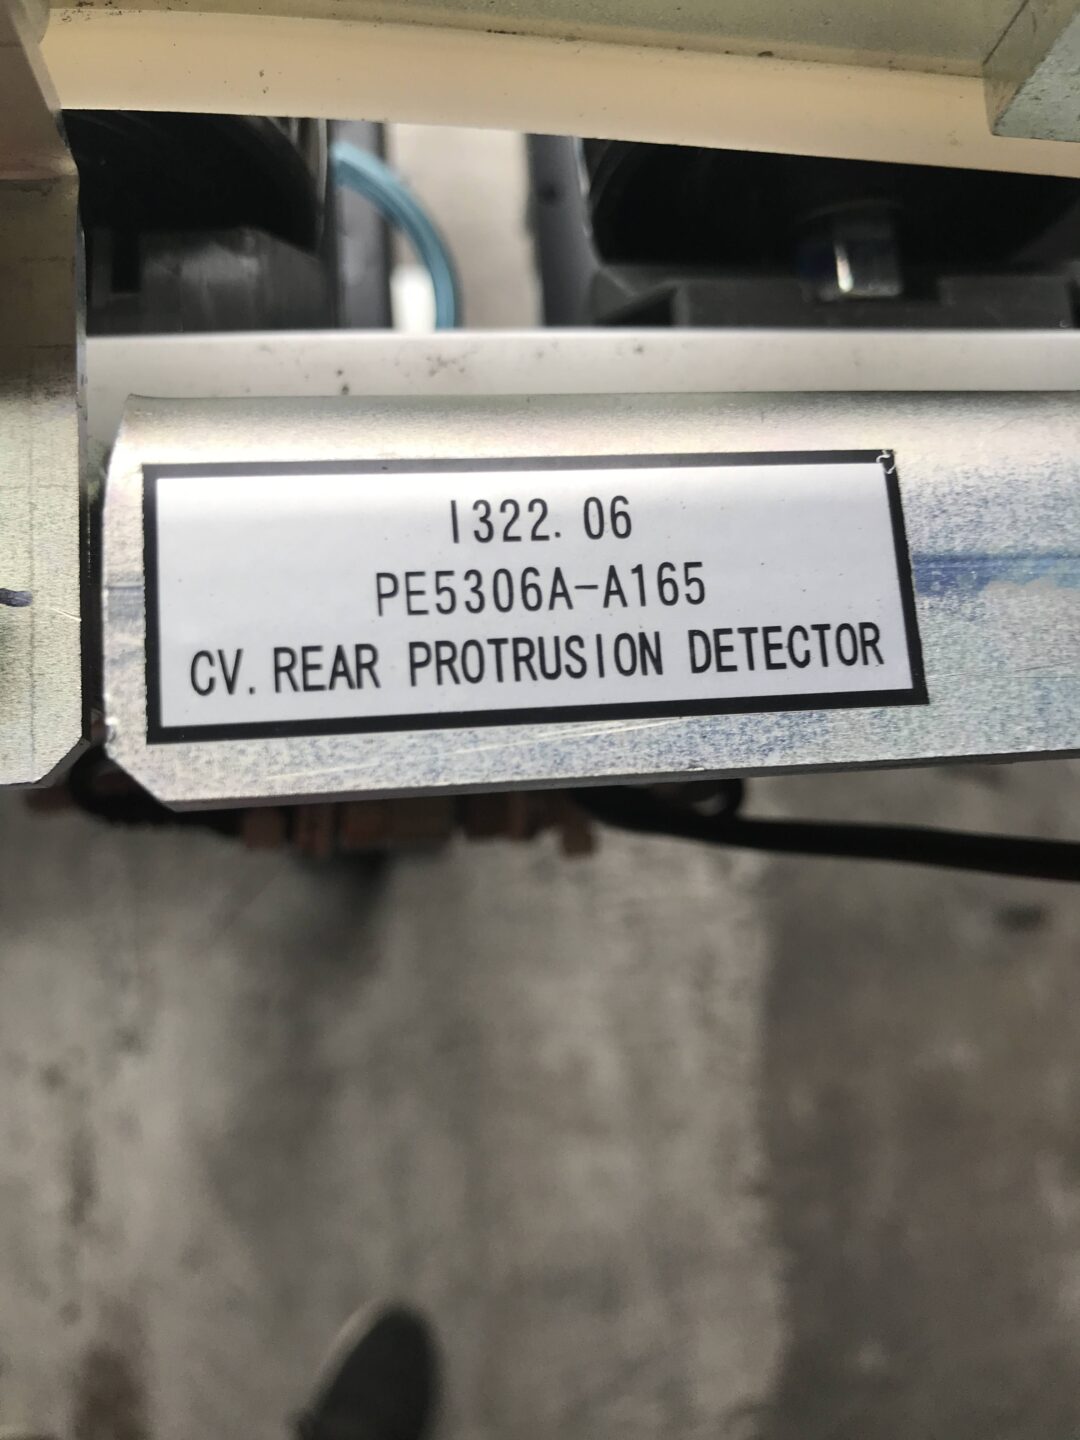 I322.06
PE5306A-A165
CV. REAR PROTRUSION DETECTOR